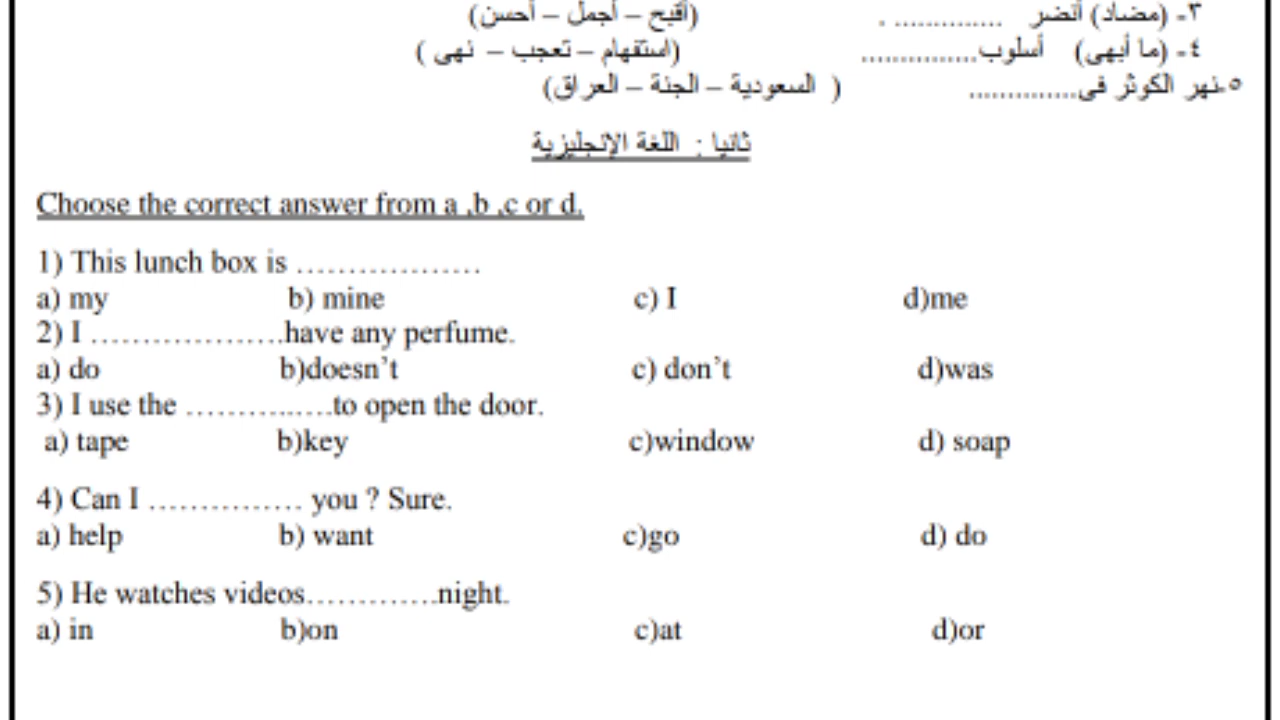 ٣- (مضاد) أنضر .............. . (أقبح – أجمل – أحسن)
٤- (ما أبهى) أسلوب............... (استفهام – تعجب – نهى )
٥-نهر الكوثر فى.............. ( السعودية – الجنة – العراق)
ثانيا : اللغة الإنجليزية
Choose the correct answer from a ,b ,c or d.
1) This lunch box is ………………
a) my b) mine c) I d)me
2) I ……………….have any perfume.
a) do b)doesn’t c) don’t d)was
3) I use the ……….…..to open the door.
a) tape b)key c)window d) soap
4) Can I …………… you ? Sure.
a) help b) want c)go d) do
5) He watches videos………….night.
a) in b)on c)at d)or